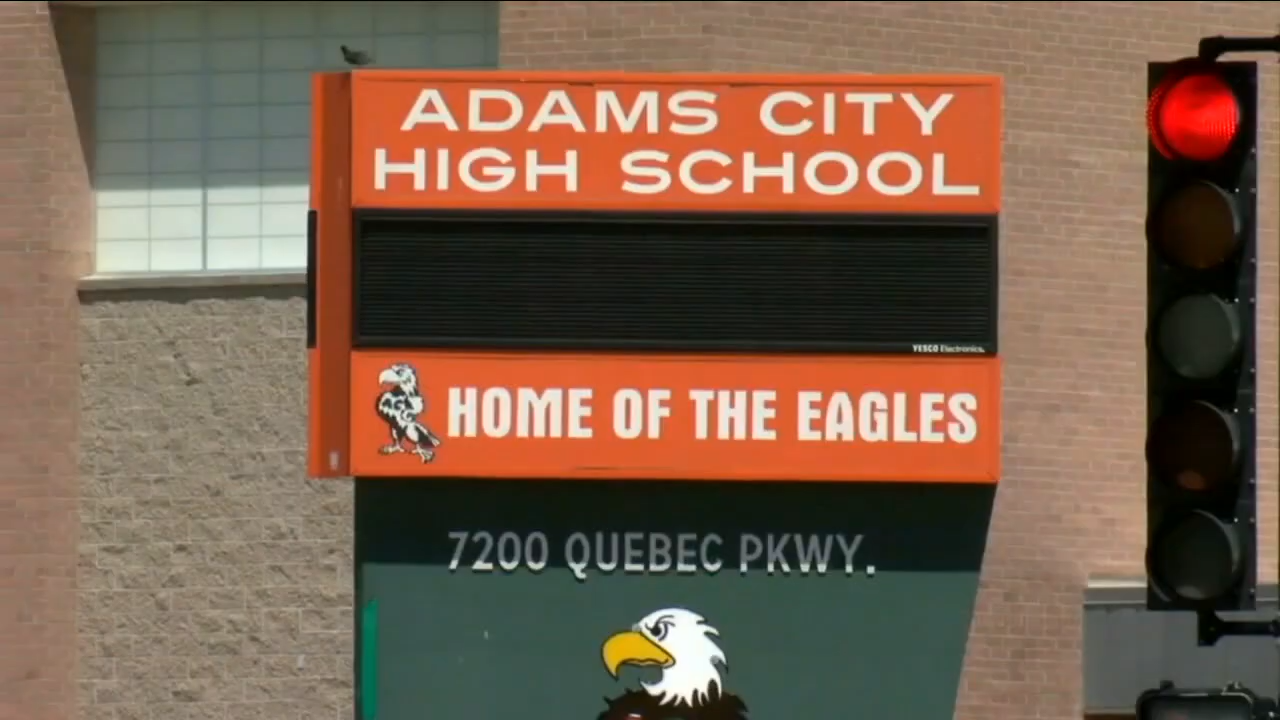 ADAMS CITY
HIGH SCHOOL
YESCO Electronics.
HOME OF THE EAGLES
7200 QUEBEC PKWY.